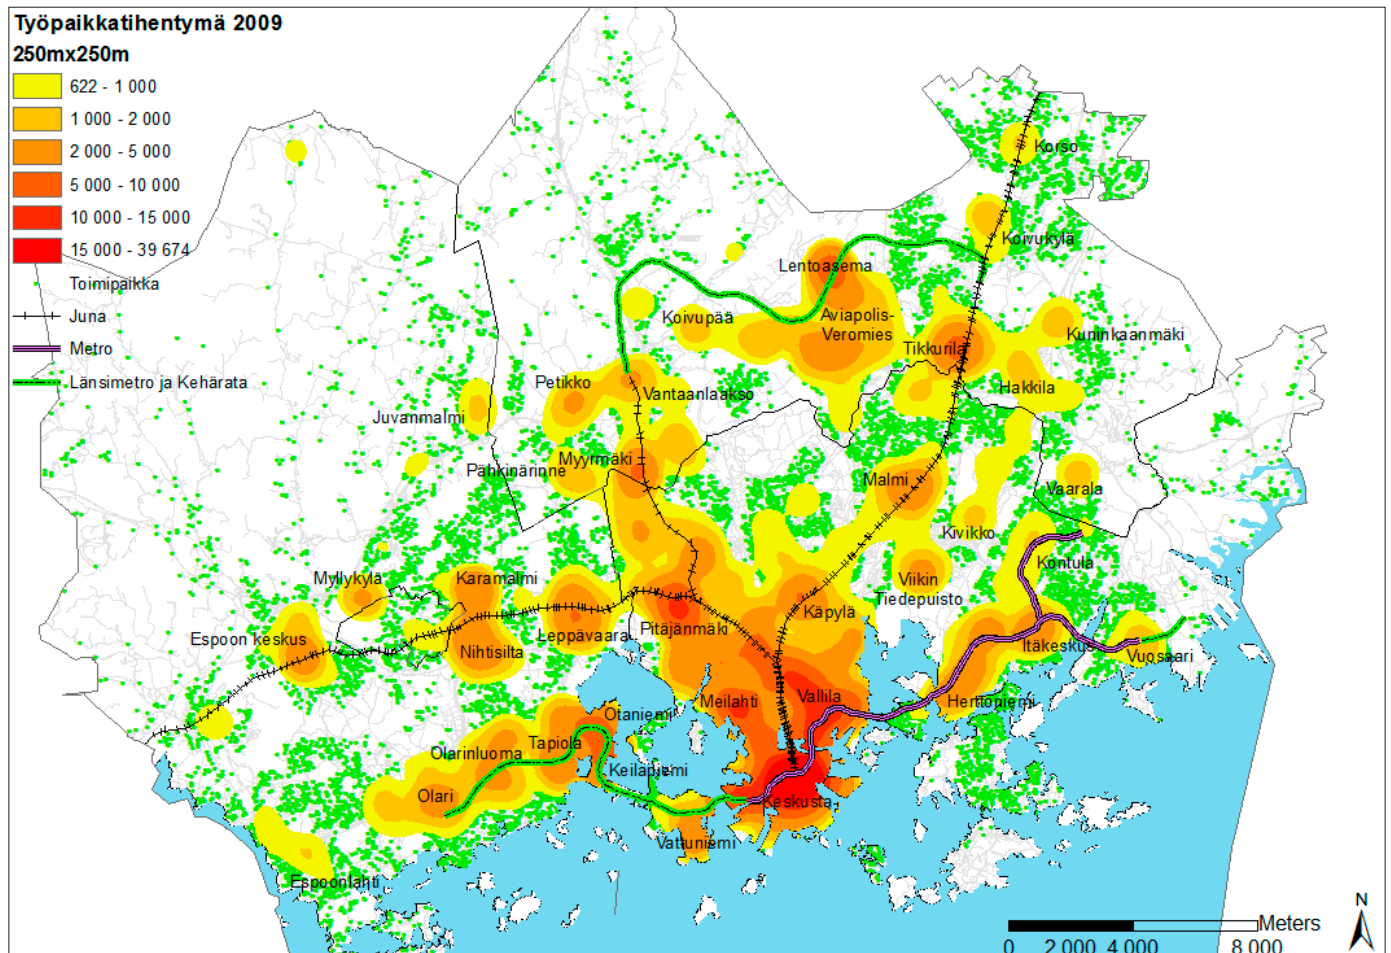 Työpaikkatihentymä 2009
250mx250m
622 - 1 000
1 000 - 2 000
2 000 - 5 000
5 000 - 10 000
10 000 - 15 000
15 000 - 39 674
Toimipaikka
Juna
Metro
Länsimetro ja Kehärata
Korso
Koivukylä
Lentoasema
Koivupää
Aviapolis-
Veromies
Tikkurila
Kuninkaanmäki
Hakkila
Petikko
Vantaanlaakso
Juvanmalmi
Pähkinärinne
Myyrmäki
Malmi
Vaarala
Kivikko
Kontula
Myllykylä
Karamalmi
Viikin
Tiedepuisto
Käpylä
Espoon keskus
Leppävaara
Pitäjänmäki
Nihtisilta
Itäkeskus
Vuosaari
Meilahti
Vallila
Herttoniemi
Otaniemi
Olarinluoma
Tapiola
Keilaniemi
Olari
Keskusta
Vattuniemi
Espoonlahti
N
Meters
0 2 000 4 000 8 000